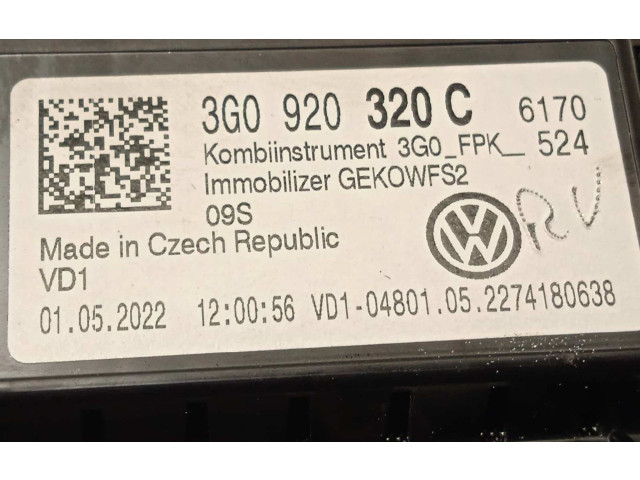 3G0 920 320 C 6170
Kombiinstrument 3G0_FPK_ 524
Immobilizer GEKOWFS2
09S
Made in Czech Republic
VD1
01.05.2022 12:00:56 VD1-04801.05.2274180638
RV